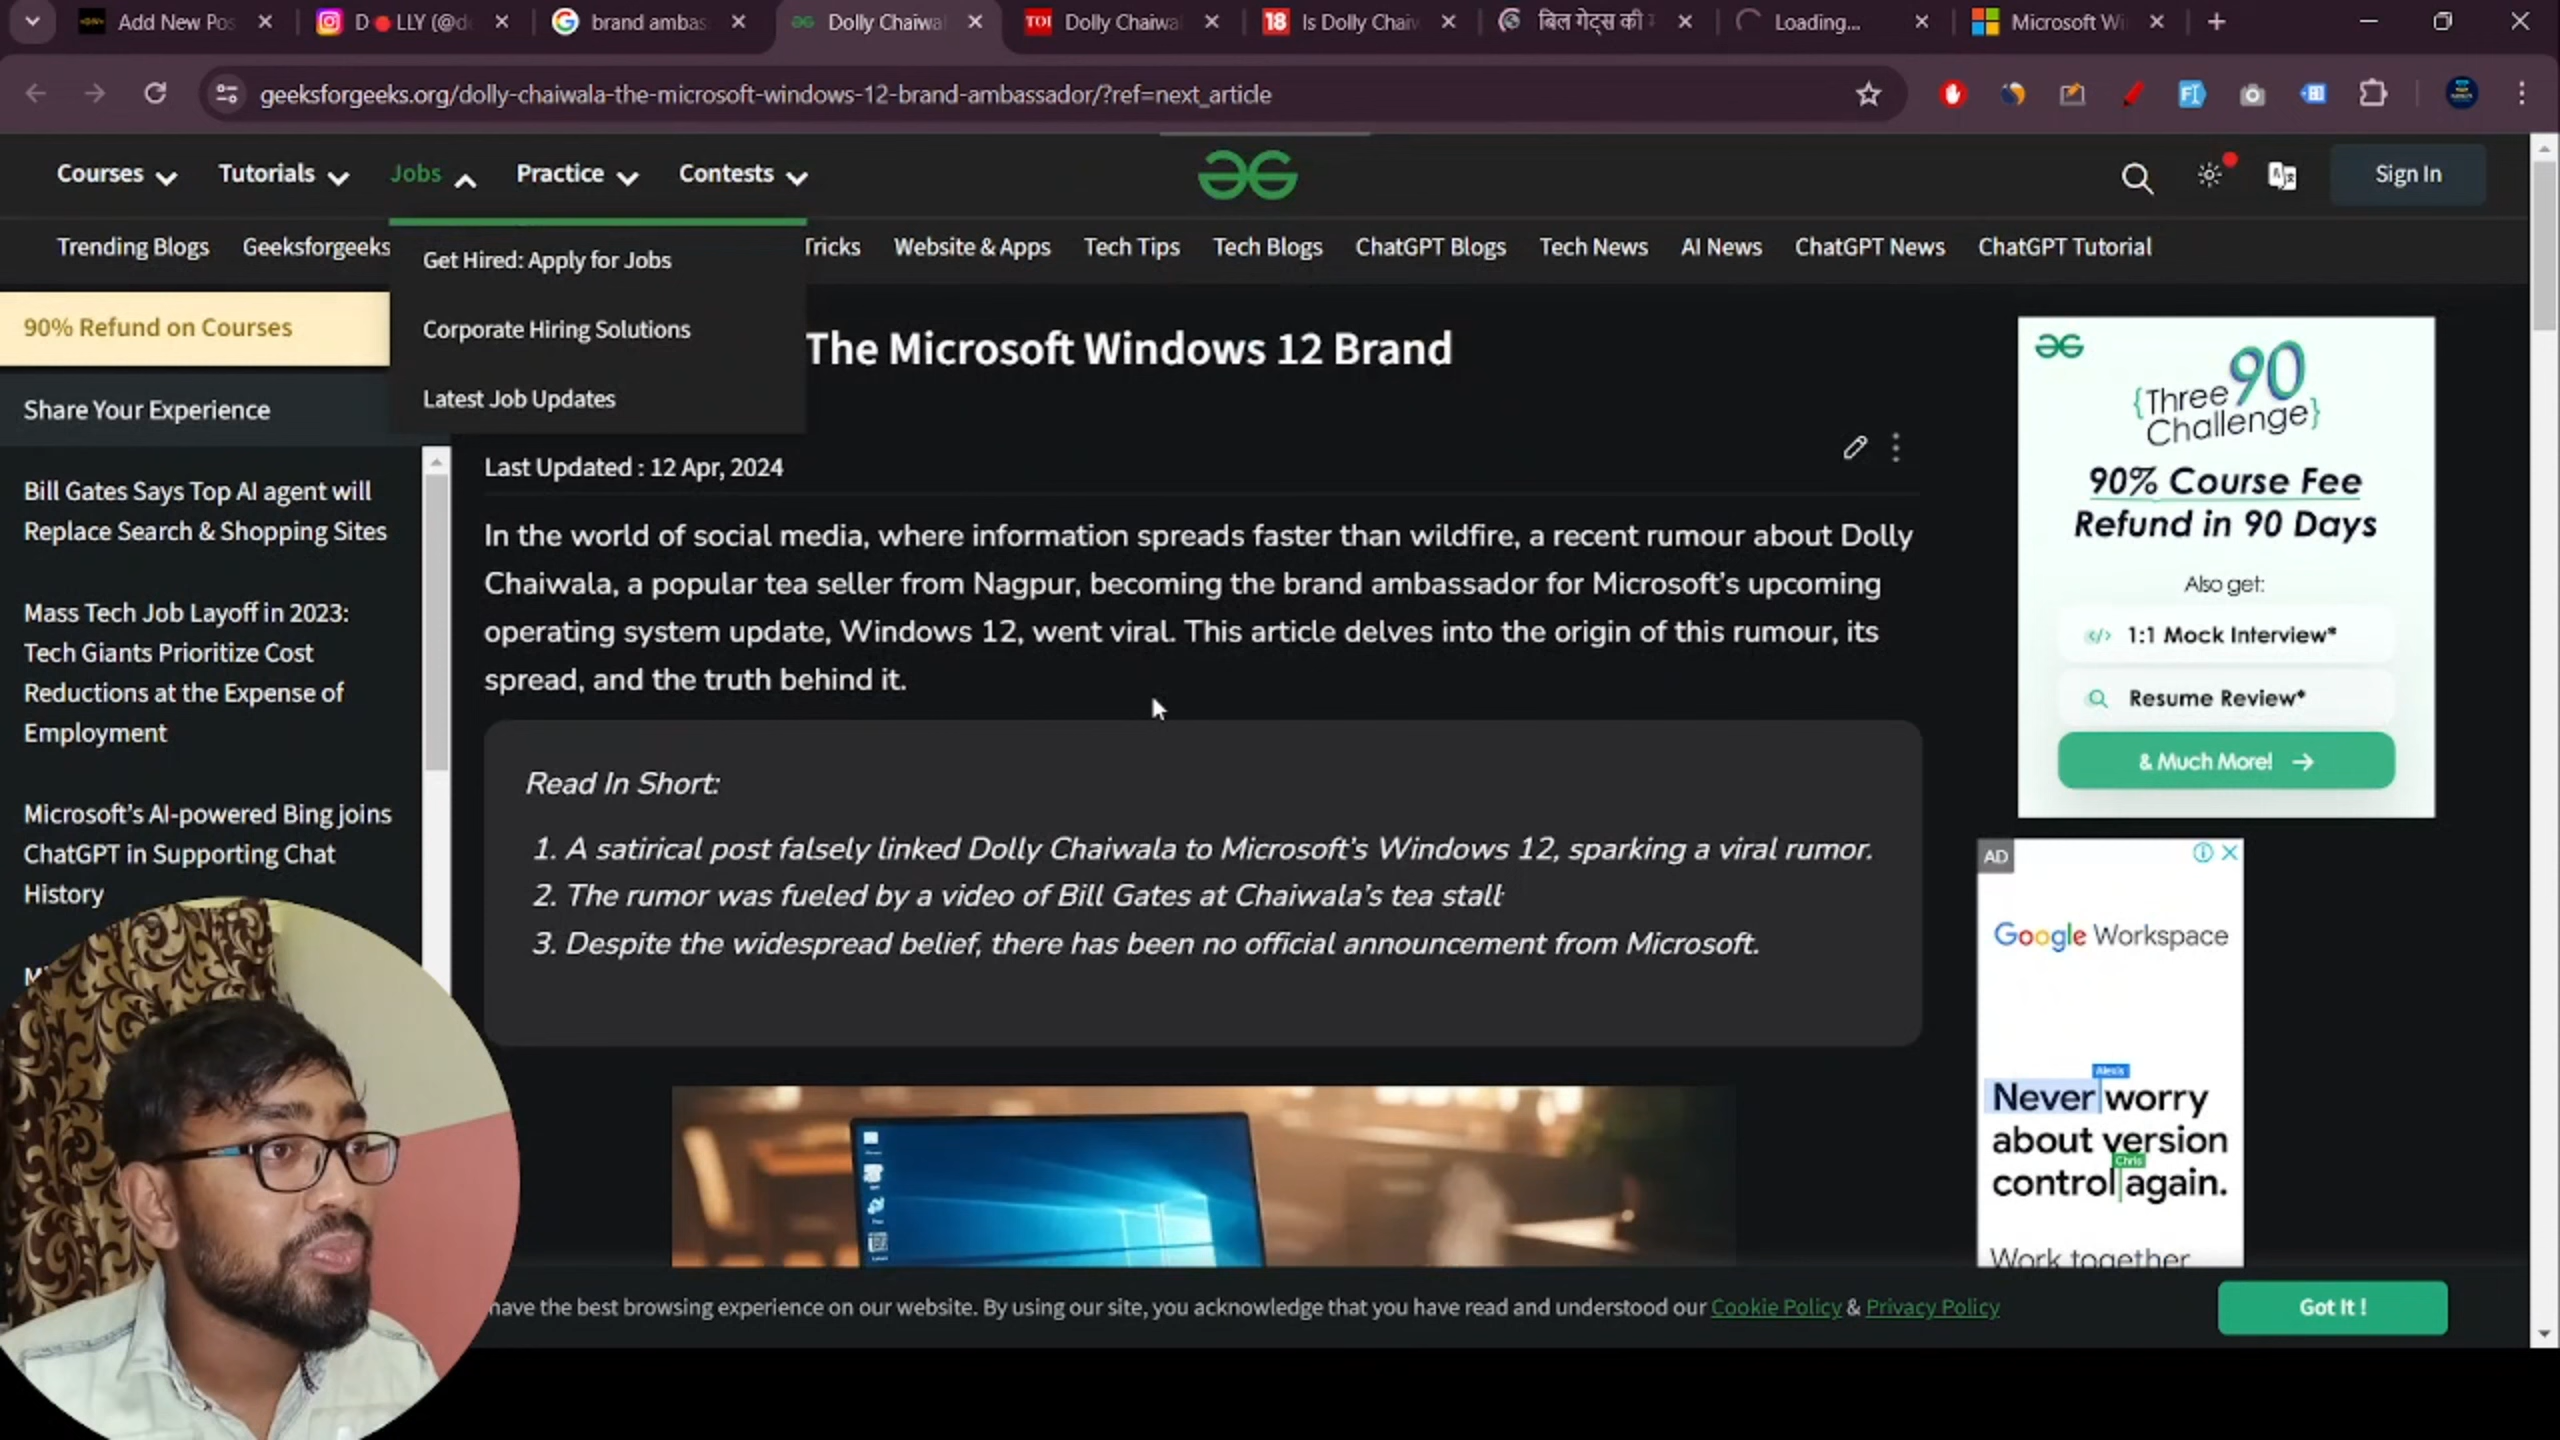 Add New Pos
D🔴LLY (@d
brand ambas
Dolly Chaiwal
TOI
Dolly Chaiwa
18
Is Dolly Chaiw
बिल गेट्स की
Loading...
Microsoft Wi
geeksforgeeks.org/dolly-chaiwala-the-microsoft-windows-12-brand-ambassador/?ref=next_article
Courses
Tutorials
Jobs
Practice
Contests
Sign In
Trending Blogs
Geeksforgeeks
Tricks
Website & Apps
Tech Tips
Tech Blogs
ChatGPT Blogs
Tech News
AI News
ChatGPT News
ChatGPT Tutorial
Get Hired: Apply for Jobs
Corporate Hiring Solutions
Latest Job Updates
90% Refund on Courses
Share Your Experience
Bill Gates Says Top AI agent will
Replace Search & Shopping Sites
Mass Tech Job Layoff in 2023:
Tech Giants Prioritize Cost
Reductions at the Expense of
Employment
Microsoft's AI-powered Bing joins
ChatGPT in Supporting Chat
History
The Microsoft Windows 12 Brand
Last Updated : 12 Apr, 2024
In the world of social media, where information spreads faster than wildfire, a recent rumour about Dolly
Chaiwala, a popular tea seller from Nagpur, becoming the brand ambassador for Microsoft's upcoming
operating system update, Windows 12, went viral. This article delves into the origin of this rumour, its
spread, and the truth behind it.
Read In Short:
1. A satirical post falsely linked Dolly Chaiwala to Microsoft's Windows 12, sparking a viral rumor.
2. The rumor was fueled by a video of Bill Gates at Chaiwala's tea stall
3. Despite the widespread belief, there has been no official announcement from Microsoft.
{Three 90
Challenge}
90% Course Fee
Refund in 90 Days
Also get:
</> 1:1 Mock Interview*
Resume Review*
& Much More! →
AD
Google Workspace
Alexis
Never worry
about version
Chris
control again.
Work together
have the best browsing experience on our website. By using our site, you acknowledge that you have read and understood our Cookie Policy & Privacy Policy
Got It !